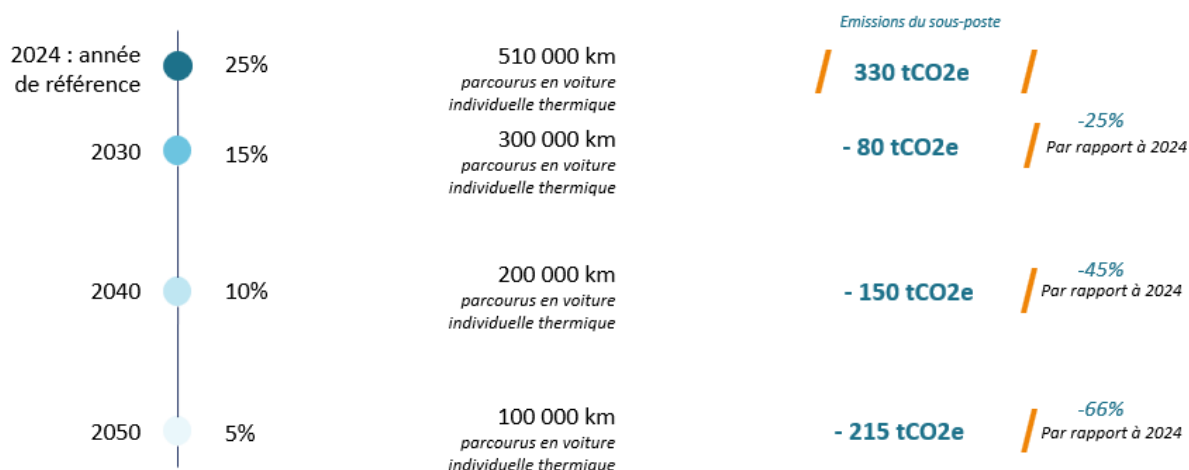 Emissions du sous-poste
2024 : année
de référence
25%
510 000 km
parcourus en voiture
individuelle thermique
330 tCO2e
2030
15%
300 000 km
parcourus en voiture
individuelle thermique
- 80 tCO2e
-25%
Par rapport à 2024
2040
10%
200 000 km
parcourus en voiture
individuelle thermique
- 150 tCO2e
-45%
Par rapport à 2024
2050
5%
100 000 km
parcourus en voiture
individuelle thermique
- 215 tCO2e
-66%
Par rapport à 2024